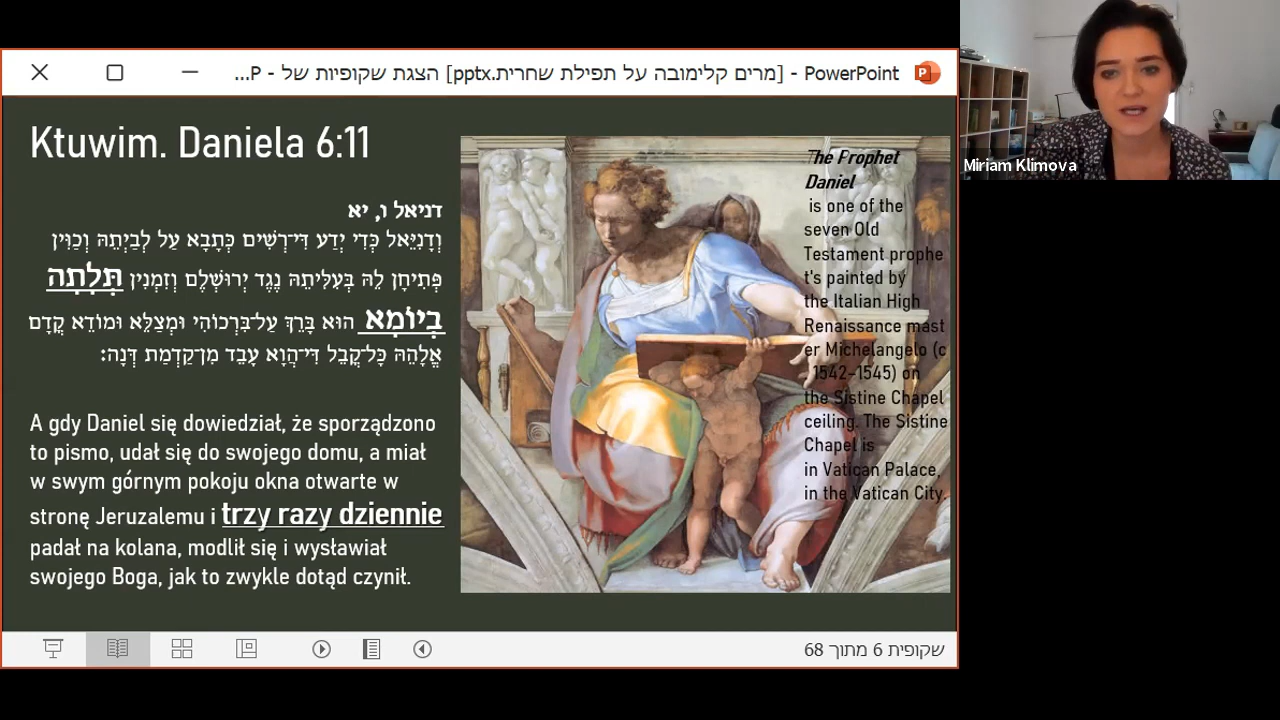 PowerPoint - [מרים קלימובה על תפילת שחרית.pptx] הצגת שקופיות של - P...
Ktuwim. Daniela 6:11
דניאל ו, יא
וְדָנִיֵּאל כְּדִי יְדַע דִּי־רְשִׁים כְּתָבָא עַל לְבַיְתֵהּ וְכַוִּין
פְּתִיחָן לֵהּ בְּעִלִּיתֵהּ נֶגֶד יְרוּשְׁלֶם וְזִמְנִין תְּלָתָה
בְיוֹמָא הוּא בָּרֵךְ עַל־בִּרְכוֹהִי וּמְצַלֵּא וּמוֹדֵא קֳדָם
אֱלָהֵהּ כָּל־קֳבֵל דִּי־הֲוָא עָבֵד מִן־קַדְמַת דְּנָה׃
A gdy Daniel się dowiedział, że sporządzono
to pismo, udał się do swojego domu, a miał
w swym górnym pokoju okna otwarte w
stronę Jeruzalemu i trzy razy dziennie
padał na kolana, modlił się i wysławiał
swojego Boga, jak to zwykle dotąd czynił.
The Prophet
Daniel
is one of the
seven Old
Testament prophe
t's painted by
the Italian High
Renaissance mast
er Michelangelo (c
1542–1545) on
the Sistine Chapel
ceiling. The Sistine
Chapel is
in Vatican Palace,
in the Vatican City.
שקופית 6 מתוך 68
Miriam Klimova